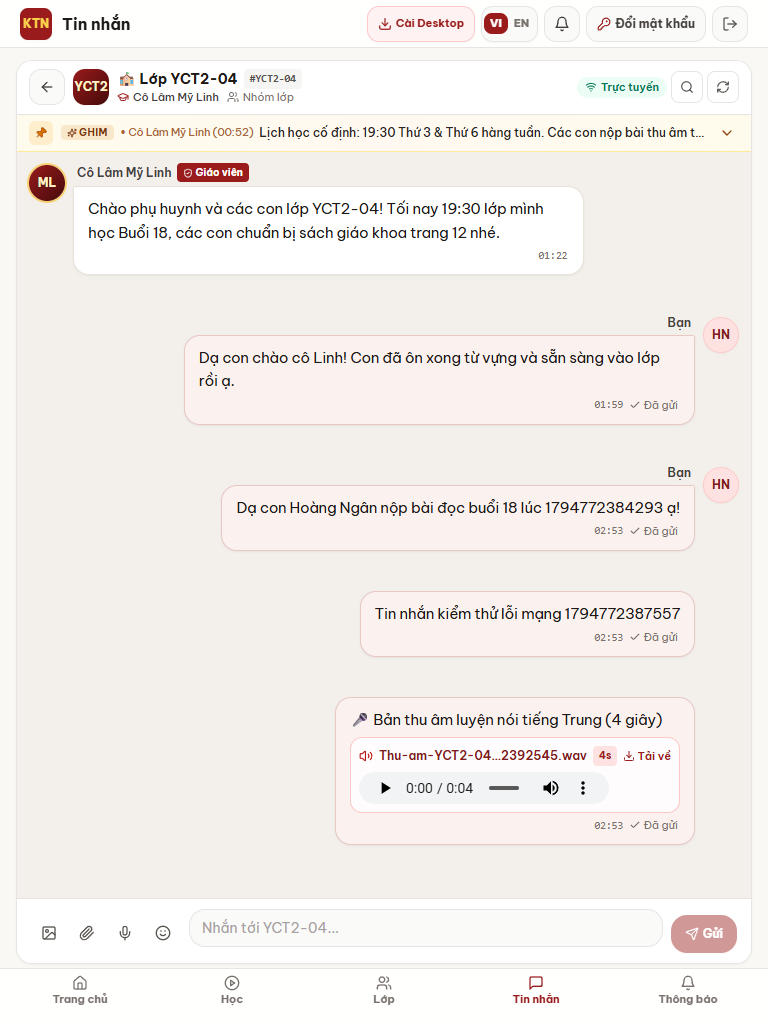 KTN Tin nhắn Cài Desktop VI EN Đổi mật khẩu
YCT2 Lớp YCT2-04 #YCT2-04
Cô Lâm Mỹ Linh Nhóm lớp Trực tuyến
GHIM • Cô Lâm Mỹ Linh (00:52) Lịch học cố định: 19:30 Thứ 3 & Thứ 6 hàng tuần. Các con nộp bài thu âm t...
ML Cô Lâm Mỹ Linh Giáo viên
Chào phụ huynh và các con lớp YCT2-04! Tối nay 19:30 lớp mình
học Buổi 18, các con chuẩn bị sách giáo khoa trang 12 nhé.
01:22
Bạn HN
Dạ con chào cô Linh! Con đã ôn xong từ vựng và sẵn sàng vào lớp
rồi ạ.
01:59 Đã gửi
Bạn HN
Dạ con Hoàng Ngân nộp bài đọc buổi 18 lúc 1794772384293 ạ!
02:53 Đã gửi
Tin nhắn kiểm thử lỗi mạng 1794772387557
02:53 Đã gửi
Bản thu âm luyện nói tiếng Trung (4 giây)
Thu-am-YCT2-04...2392545.wav 4s Tải về
0:00 / 0:04
02:53 Đã gửi
Nhắn tới YCT2-04... Gửi
Trang chủ Học Lớp Tin nhắn Thông báo